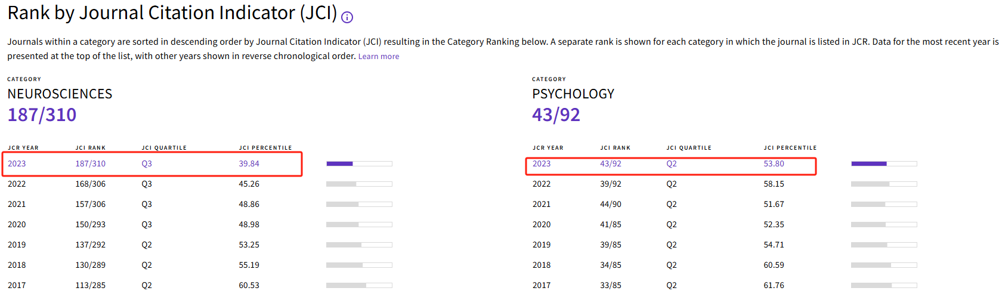 Rank by Journal Citation Indicator (JCI)
Journals within a category are sorted in descending order by Journal Citation Indicator (JCI) resulting in the Category Ranking below. A separate rank is shown for each category in which the journal is listed in JCR. Data for the most recent year is
presented at the top of the list, with other years shown in reverse chronological order. Learn more
CATEGORY
NEUROSCIENCES
187/310
JCR YEAR JCI RANK JCI QUARTILE JCI PERCENTILE
2023 187/310 Q3 39.84
2022 168/306 Q3 45.26
2021 157/306 Q3 48.86
2020 150/293 Q3 48.98
2019 137/292 Q2 53.25
2018 130/289 Q2 55.19
2017 113/285 Q2 60.53
CATEGORY
PSYCHOLOGY
43/92
JCR YEAR JCI RANK JCI QUARTILE JCI PERCENTILE
2023 43/92 Q2 53.80
2022 39/92 Q2 58.15
2021 44/90 Q2 51.67
2020 41/85 Q2 52.35
2019 39/85 Q2 54.71
2018 34/85 Q2 60.59
2017 33/85 Q2 61.76